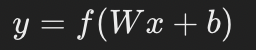 y = f(Wx + b)